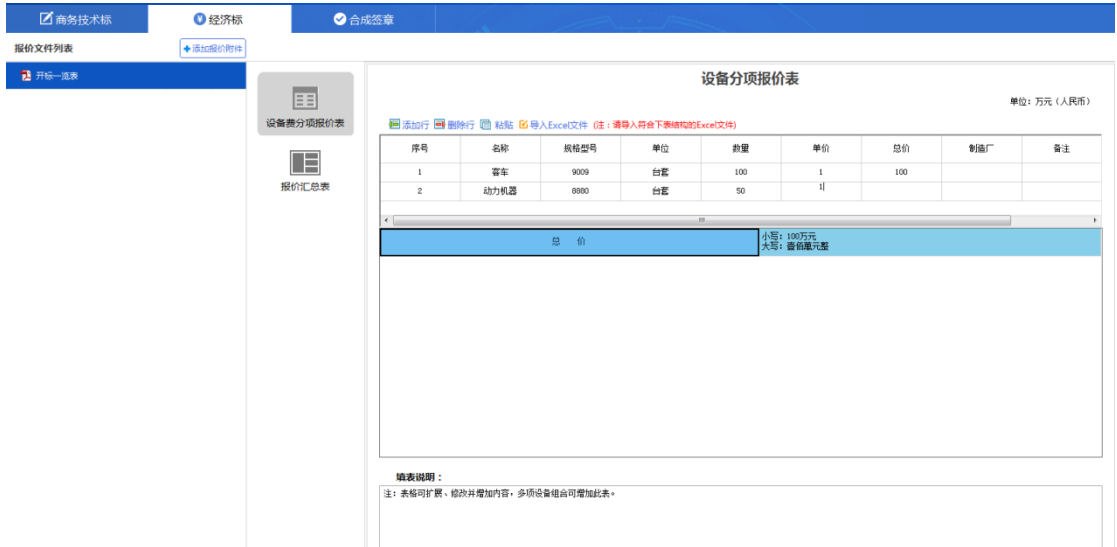 商务技术标 经济标 合成签章
报价文件列表 添加报价附件
开标一览表
设备费分项报价表
报价汇总表
设备分项报价表
单位：万元（人民币）
添加行 删除行 粘贴 导入Excel文件 (注：请导入符合下表结构的Excel文件)
序号 名称 规格型号 单位 数量 单价 总价 制造厂 备注
1 客车 9009 台套 100 1 100
2 动力机器 8880 台套 50 1
总 价
小写：100万元
大写：壹佰萬元整
填表说明：
注：表格可扩展、修改并增加内容，多项设备组合可增加此表。